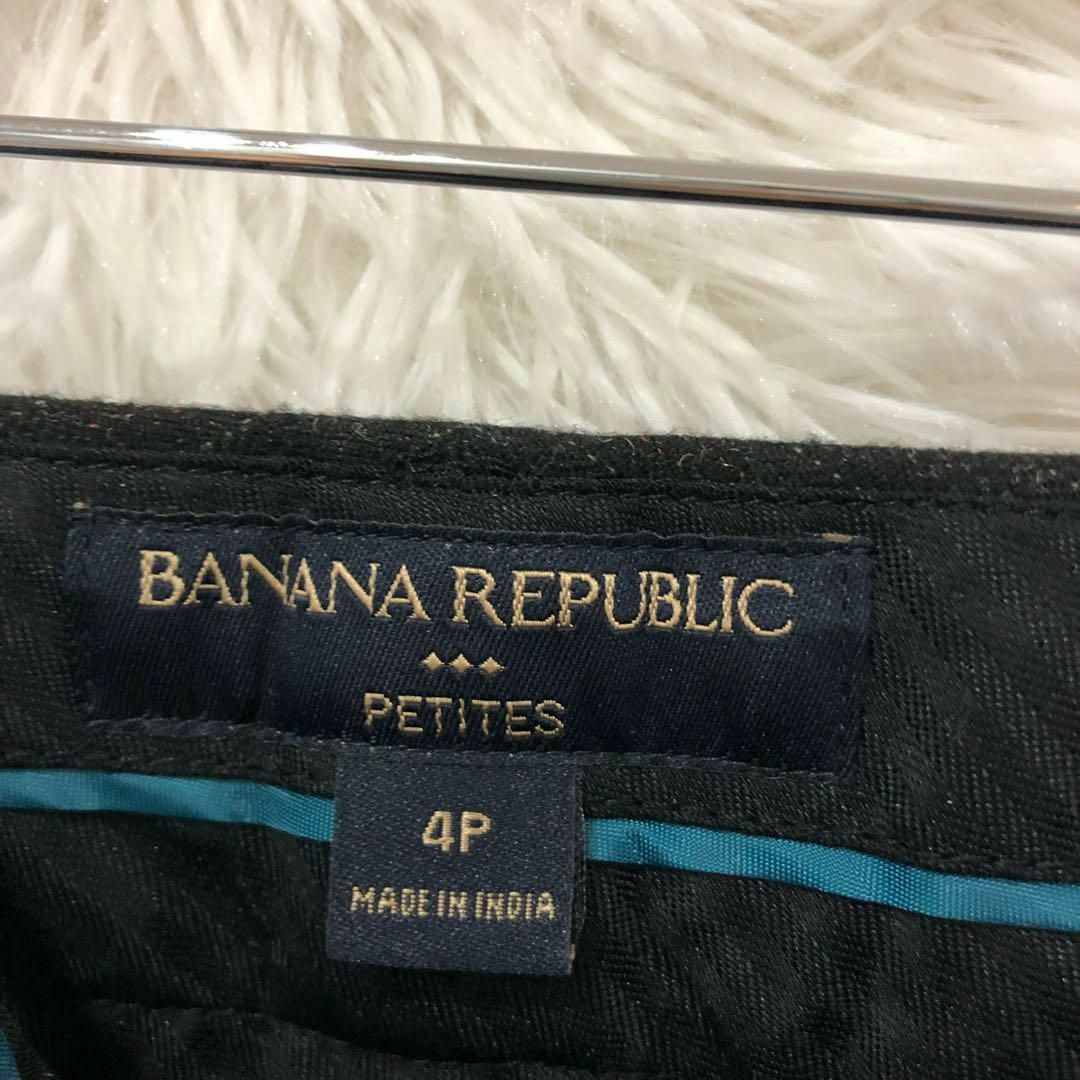 BANANA REPUBLIC
PETITES
4P
MADE IN INDIA